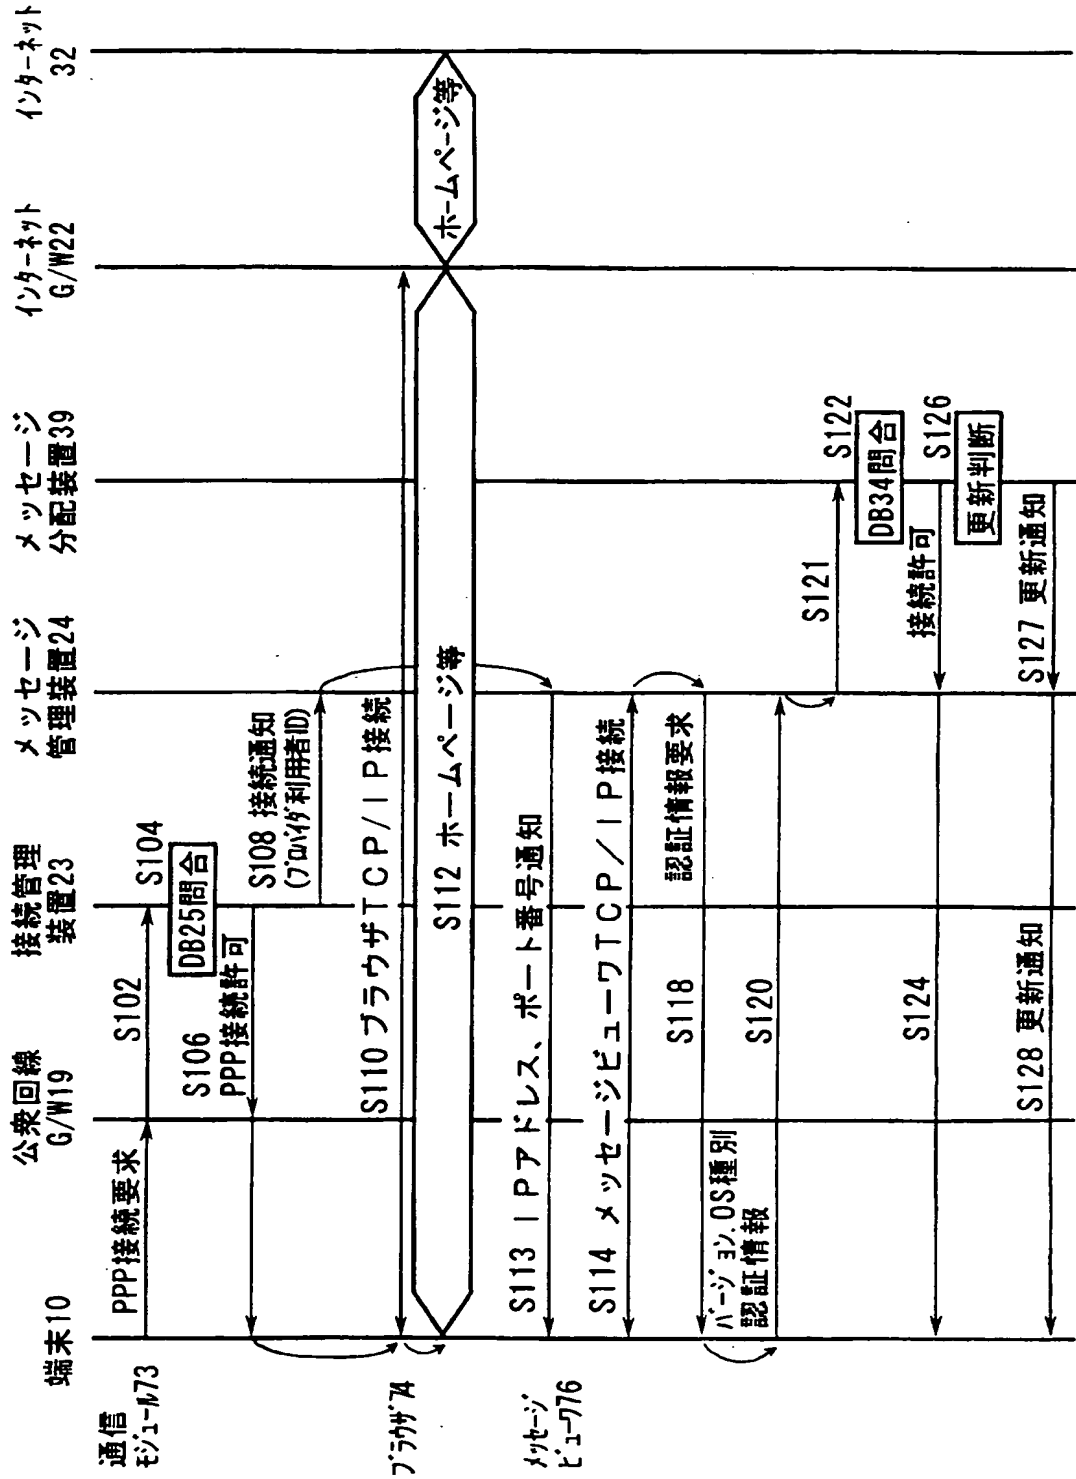 端末10
公衆回線
G/W19
接続管理
装置23
メッセージ
管理装置24
メッセージ
分配装置39
インターネット
G/W22
インターネット
32
通信
モジュール73
PPP接続要求
S102
S104
DB25問合
S106
PPP接続許可
S108 接続通知
(プロバイダ利用者ID)
ブラウザ74
S110 ブラウザTCP/IP接続
S112 ホームページ等
ホームページ等
メッセージ
ビューワ76
S113 IPアドレス、ポート番号通知
S114 メッセージビューワTCP/IP接続
認証情報要求
S118
バージョン.OS種別
認証情報
S120
S121
S122
DB34問合
接続許可
S124
S126
更新判断
S127 更新通知
S128 更新通知